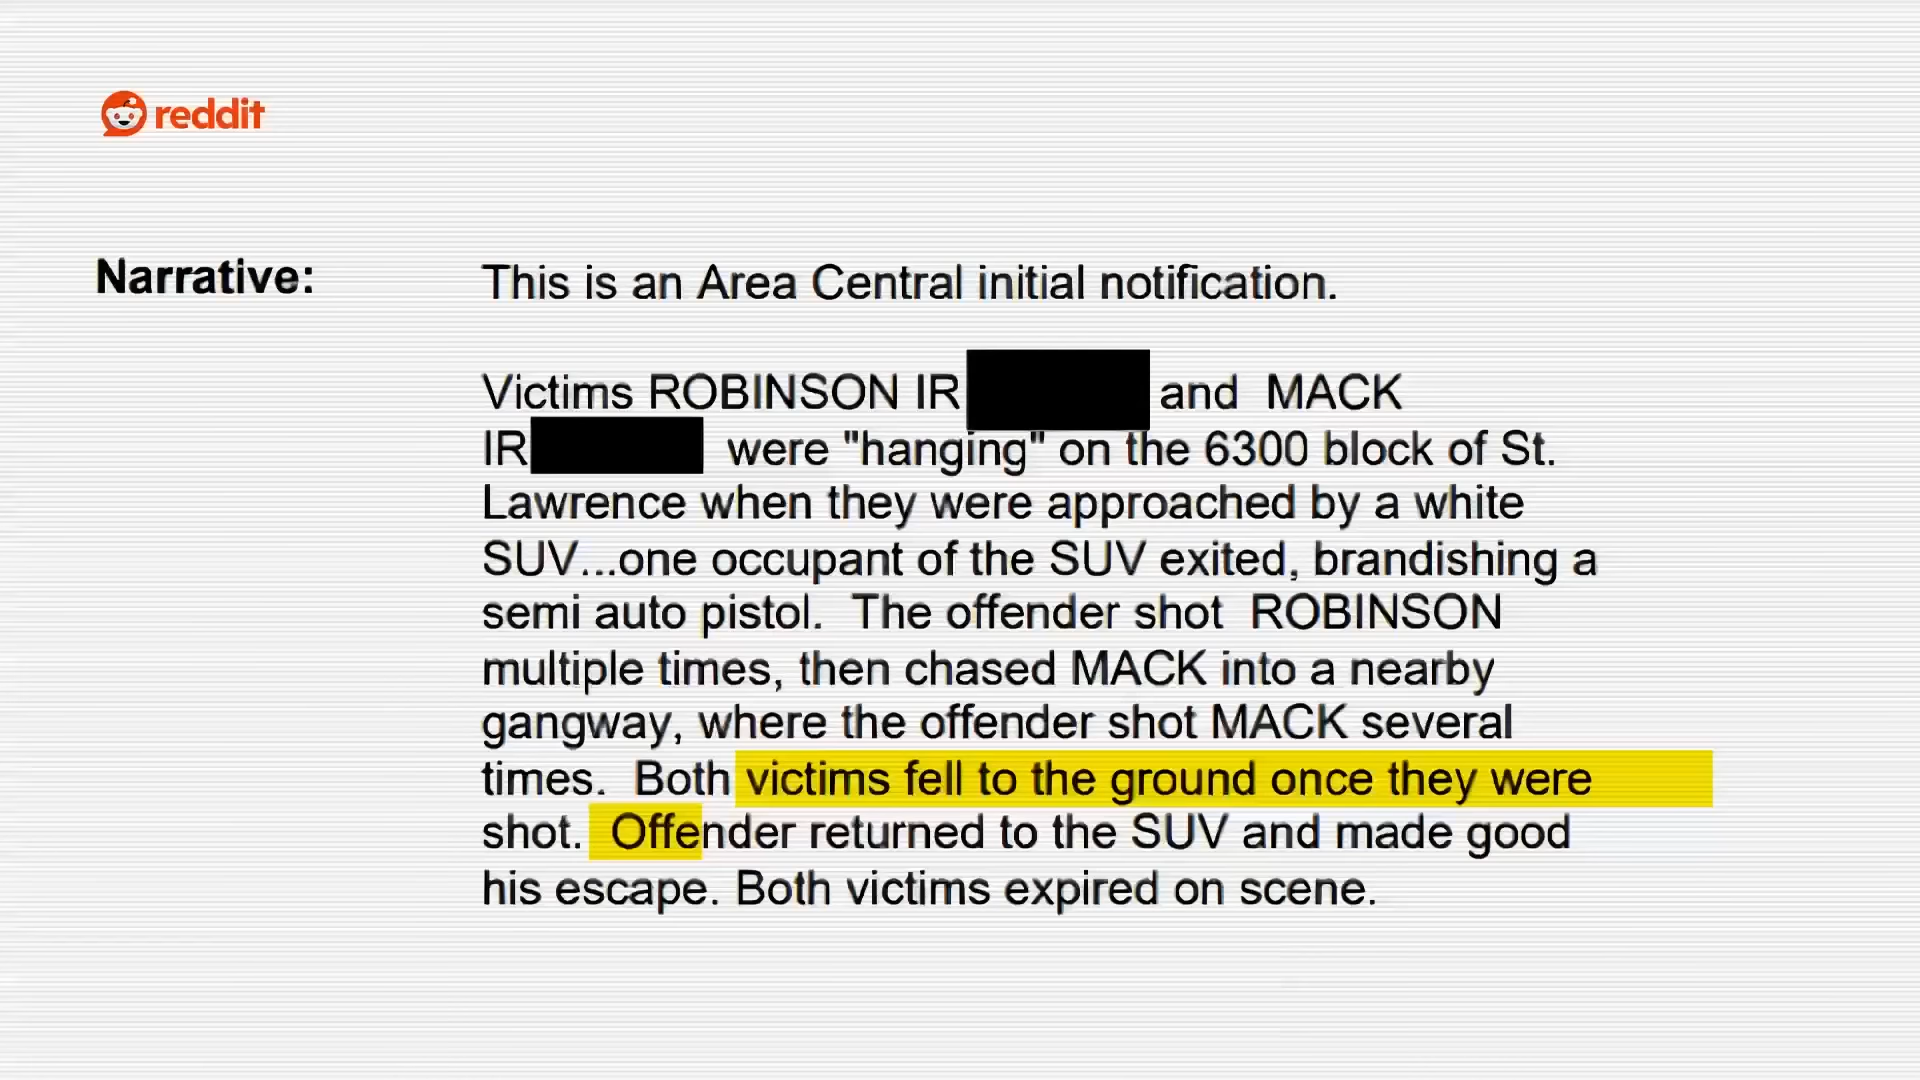 reddit
Narrative:
This is an Area Central initial notification.
Victims ROBINSON IR and MACK
IR were "hanging" on the 6300 block of St.
Lawrence when they were approached by a white
SUV...one occupant of the SUV exited, brandishing a
semi auto pistol. The offender shot ROBINSON
multiple times, then chased MACK into a nearby
gangway, where the offender shot MACK several
times. Both victims fell to the ground once they were
shot. Offender returned to the SUV and made good
his escape. Both victims expired on scene.